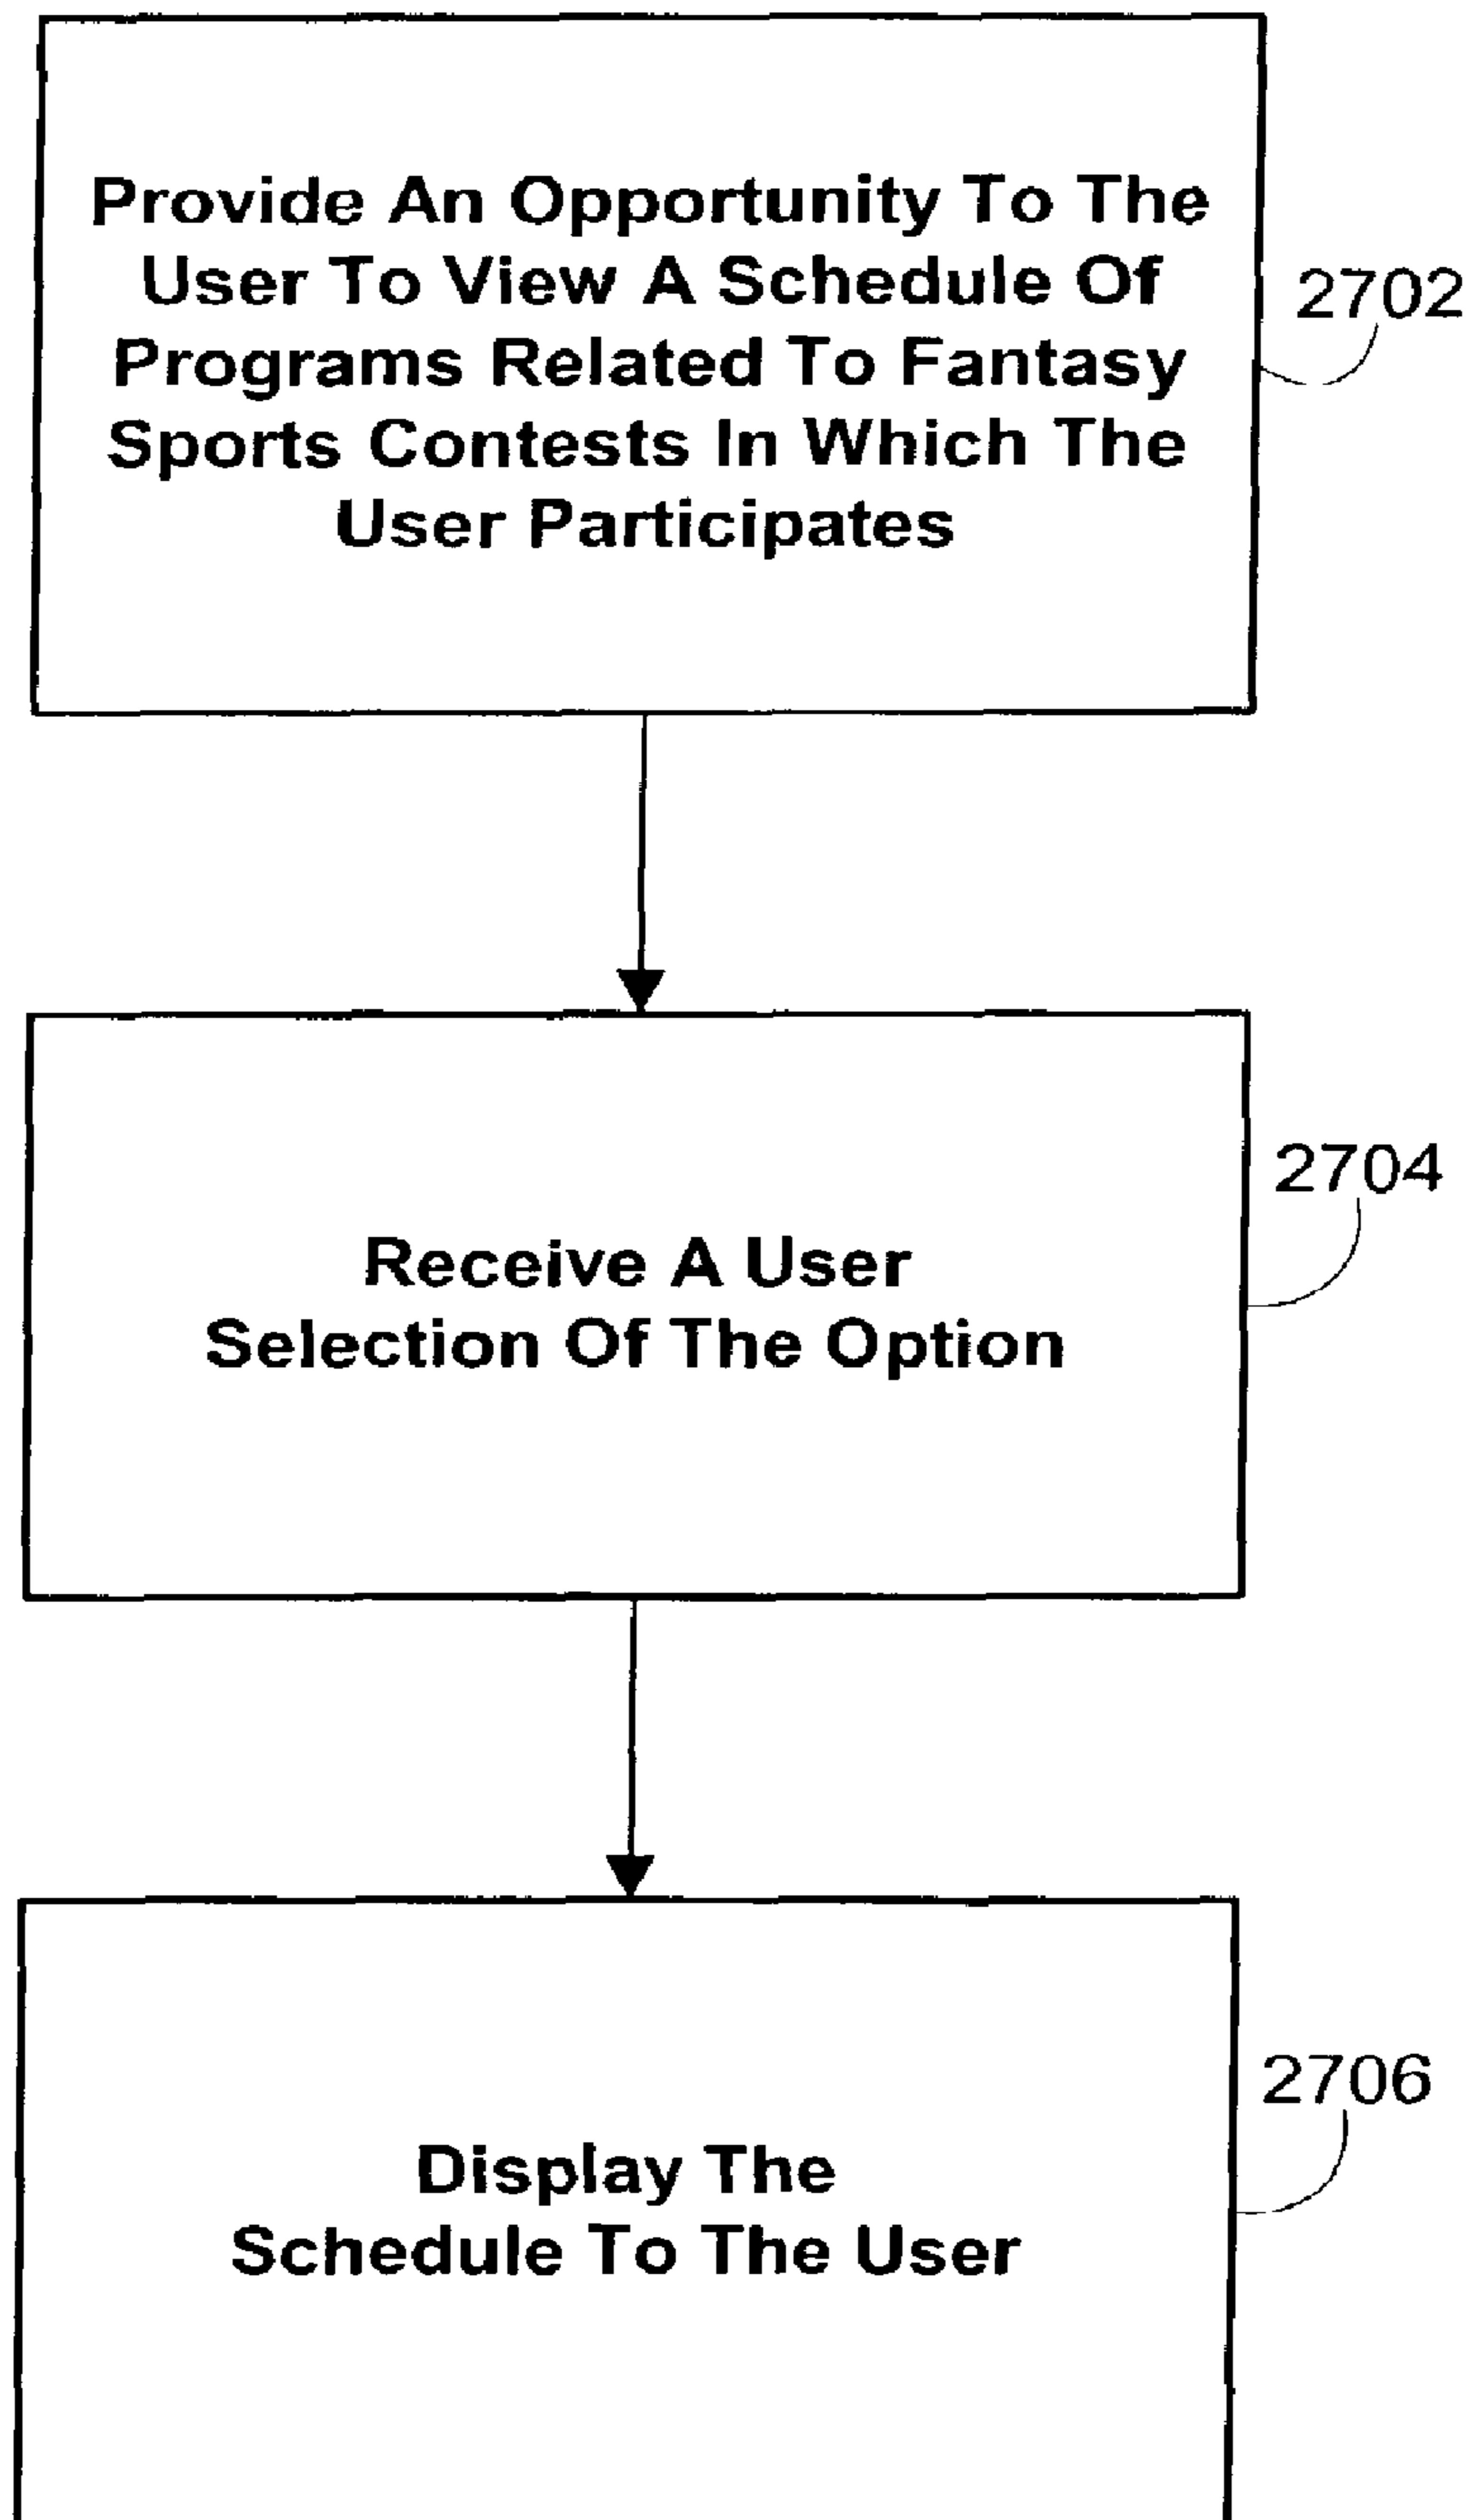 Provide An Opportunity To The
User To View A Schedule Of
Programs Related To Fantasy
Sports Contests In Which The
User Participates
2702
2704
Receive A User
Selection Of The Option
2706
Display The
Schedule To The User